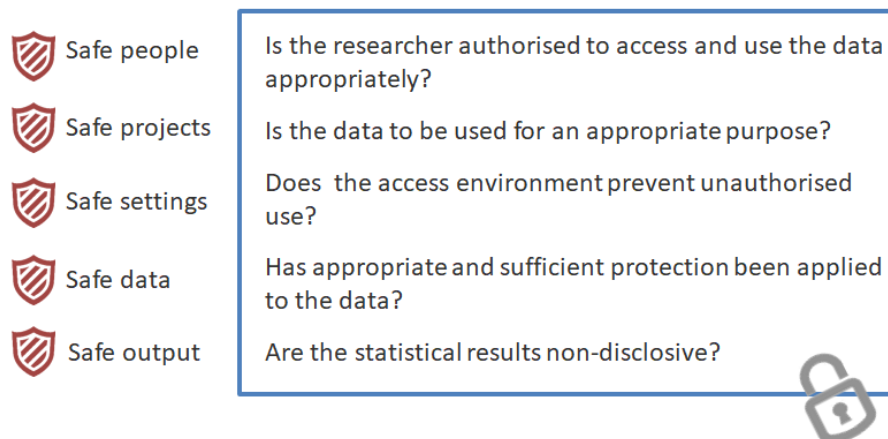 Safe people
Is the researcher authorised to access and use the data
appropriately?
Safe projects
Is the data to be used for an appropriate purpose?
Safe settings
Does the access environment prevent unauthorised
use?
Safe data
Has appropriate and sufficient protection been applied
to the data?
Safe output
Are the statistical results non-disclosive?